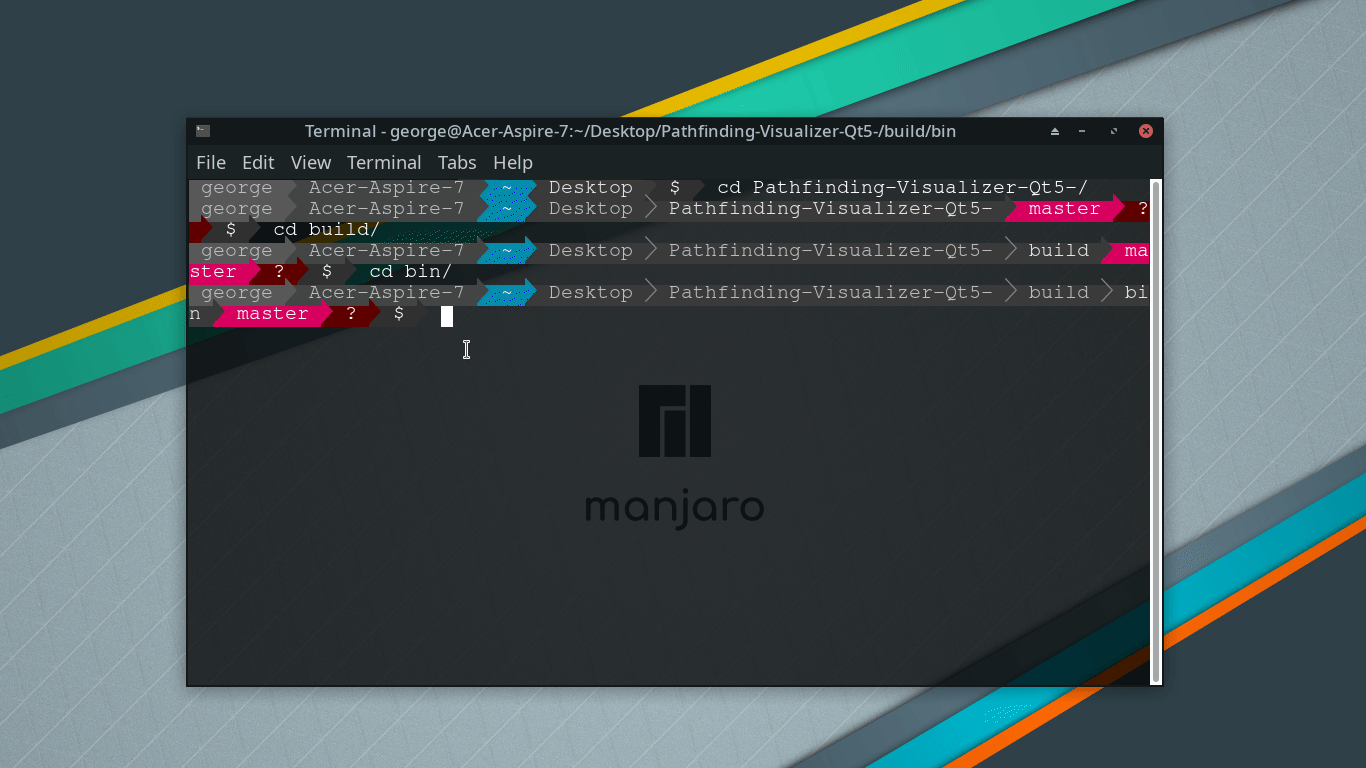 Terminal - george@Acer-Aspire-7:~/Desktop/Pathfinding-Visualizer-Qt5-/build/bin
File Edit View Terminal Tabs Help
george Acer-Aspire-7 ~ Desktop $ cd Pathfinding-Visualizer-Qt5-/
george Acer-Aspire-7 ~ Desktop Pathfinding-Visualizer-Qt5- master ?
$ cd build/
george Acer-Aspire-7 ~ Desktop Pathfinding-Visualizer-Qt5- build ma
ster ? $ cd bin/
george Acer-Aspire-7 ~ Desktop Pathfinding-Visualizer-Qt5- build bi
n master ? $
manjaro